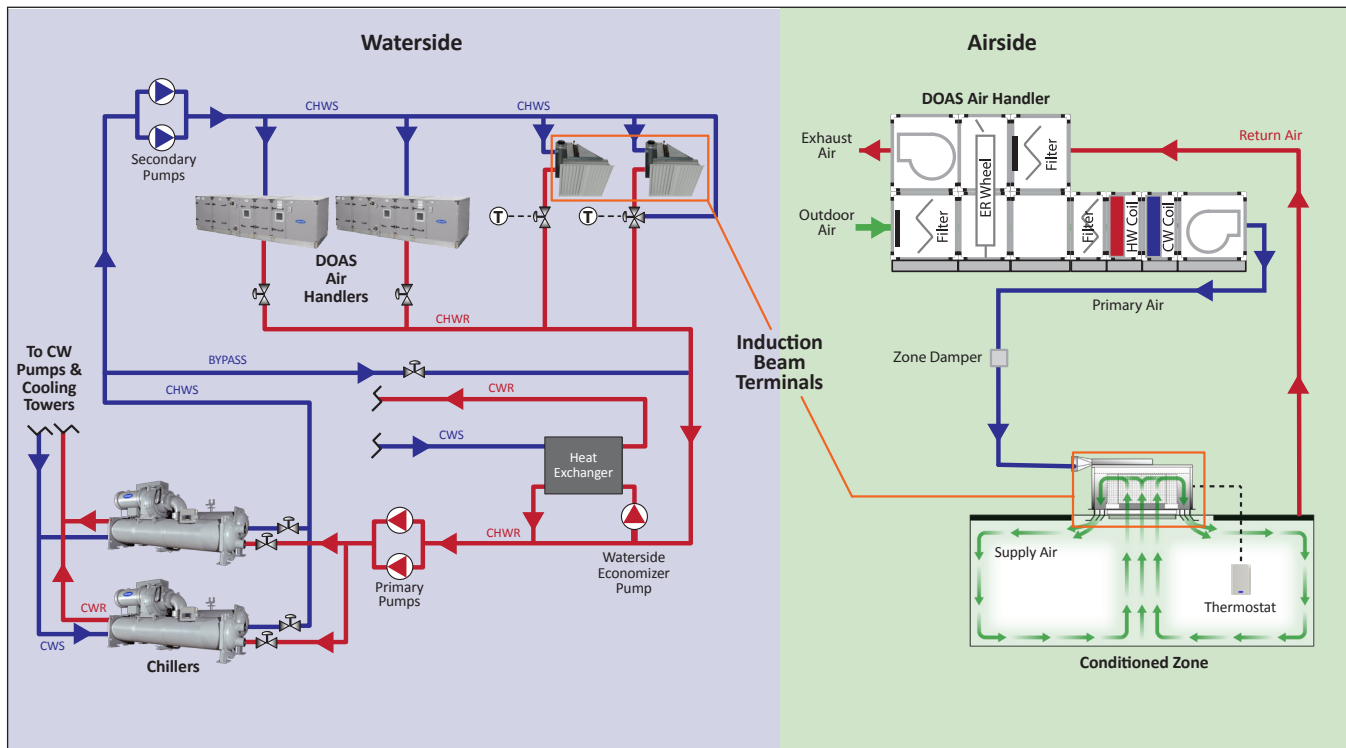 Waterside
Airside
CHWS
CHWS
Secondary
Pumps
DOAS
Air
Handlers
T
T
CHWR
To CW
Pumps &
Cooling
Towers
BYPASS
CHWS
CWR
CWS
Heat
Exchanger
CHWR
Primary
Pumps
Waterside
Economizer
Pump
CWR
CWS
Chillers
Induction
Beam
Terminals
DOAS Air Handler
Exhaust
Air
Return Air
Filter
ER Wheel
Outdoor
Air
Filter
Filter
HW Coil
CW Coil
Primary Air
Zone Damper
Supply Air
Thermostat
Conditioned Zone